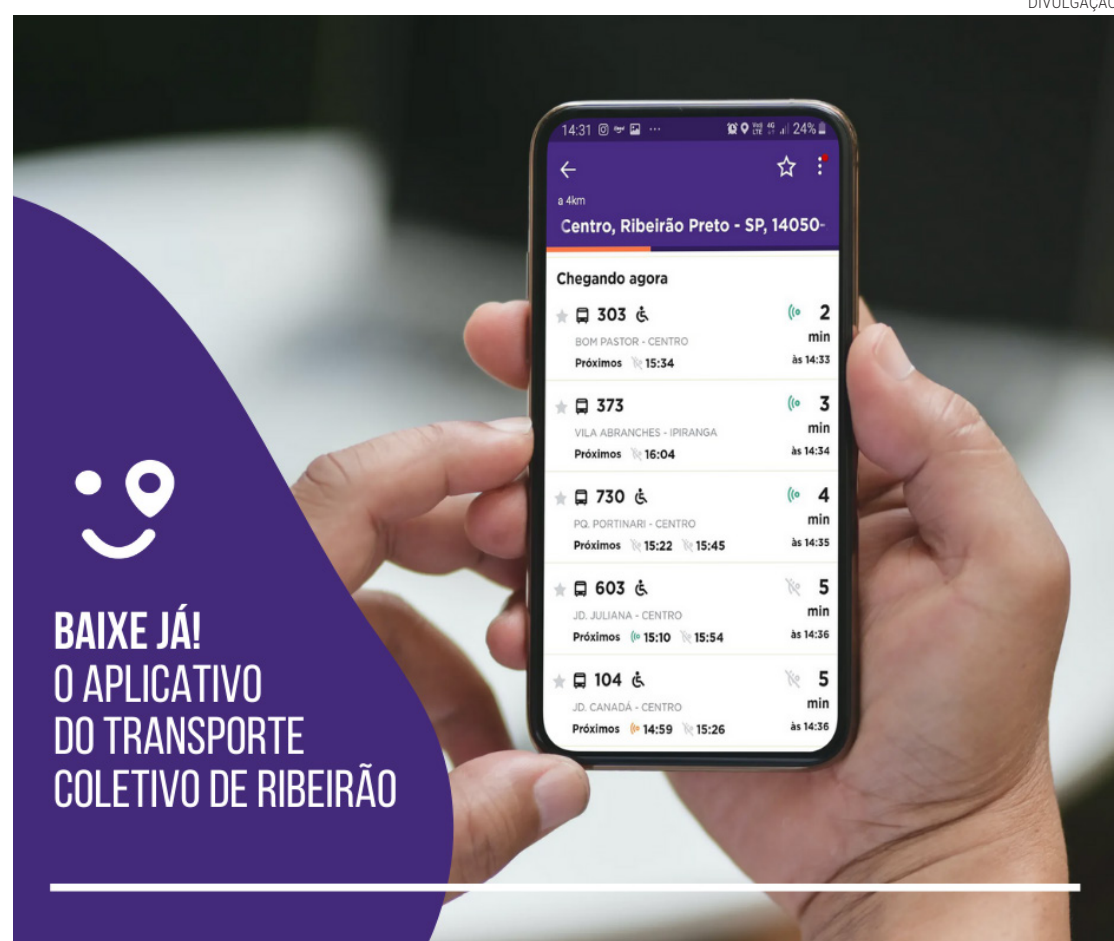 DIVULGAÇÃO
14:31 24%
a 4km
Centro, Ribeirão Preto - SP, 14050-
Chegando agora
303 2
min
BOM PASTOR - CENTRO
Próximos 15:34 às 14:33
373 3
min
VILA ABRANCHES - IPIRANGA
Próximos 16:04 às 14:34
730 4
min
PQ. PORTINARI - CENTRO
Próximos 15:22 15:45 às 14:35
603 5
min
JD. JULIANA - CENTRO
Próximos 15:10 15:54 às 14:36
104 5
min
JD. CANADÁ - CENTRO
Próximos 14:59 15:26 às 14:36
BAIXE JÁ!
O APLICATIVO
DO TRANSPORTE
COLETIVO DE RIBEIRÃO